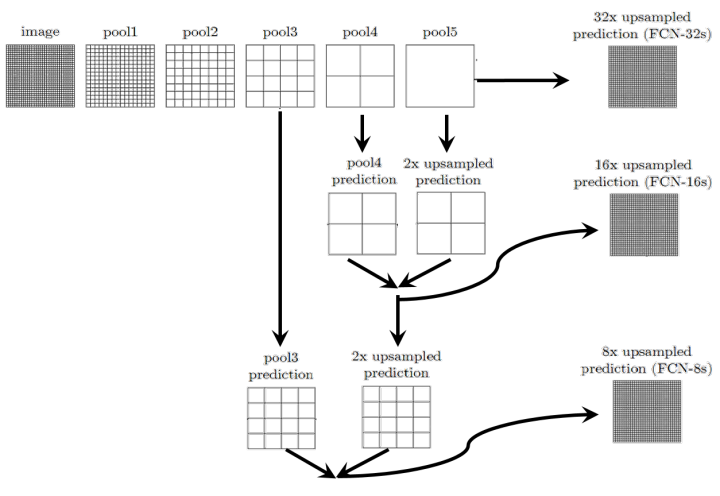 image
pool1
pool2
pool3
pool4
pool5
32x upsampled
prediction (FCN-32s)
pool4
prediction
2x upsampled
prediction
16x upsampled
prediction (FCN-16s)
pool3
prediction
2x upsampled
prediction
8x upsampled
prediction (FCN-8s)